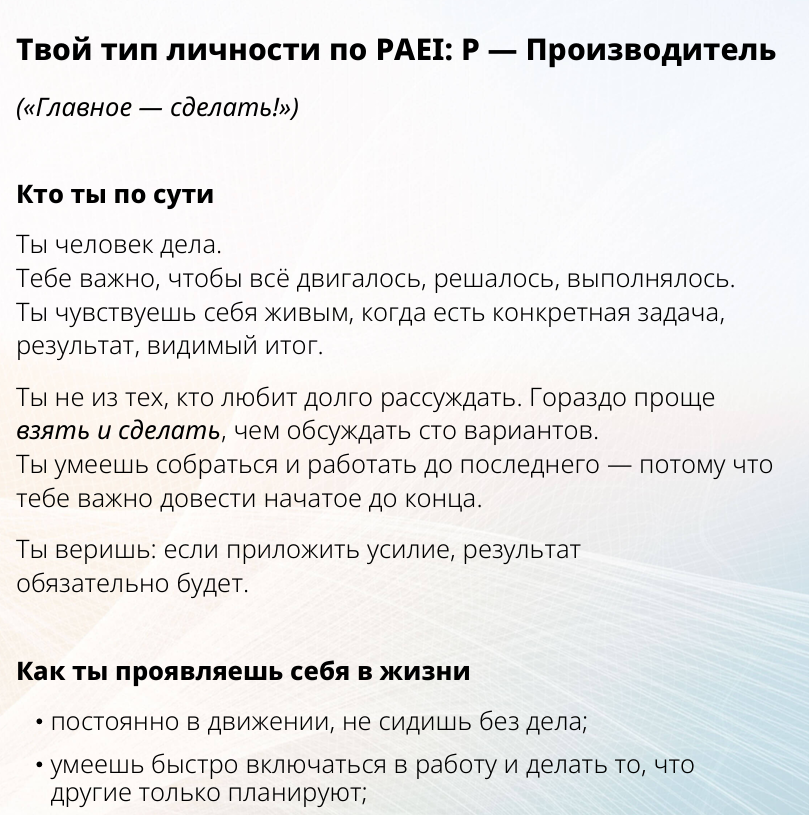 Твой тип личности по PAEI: P — Производитель
(«Главное — сделать!»)
Кто ты по сути
Ты человек дела.
Тебе важно, чтобы всё двигалось, решалось, выполнялось.
Ты чувствуешь себя живым, когда есть конкретная задача,
результат, видимый итог.
Ты не из тех, кто любит долго рассуждать. Гораздо проще
взять и сделать, чем обсуждать сто вариантов.
Ты умеешь собраться и работать до последнего — потому что
тебе важно довести начатое до конца.
Ты веришь: если приложить усилие, результат
обязательно будет.
Как ты проявляешь себя в жизни
• постоянно в движении, не сидишь без дела;
• умеешь быстро включаться в работу и делать то, что
другие только планируют;